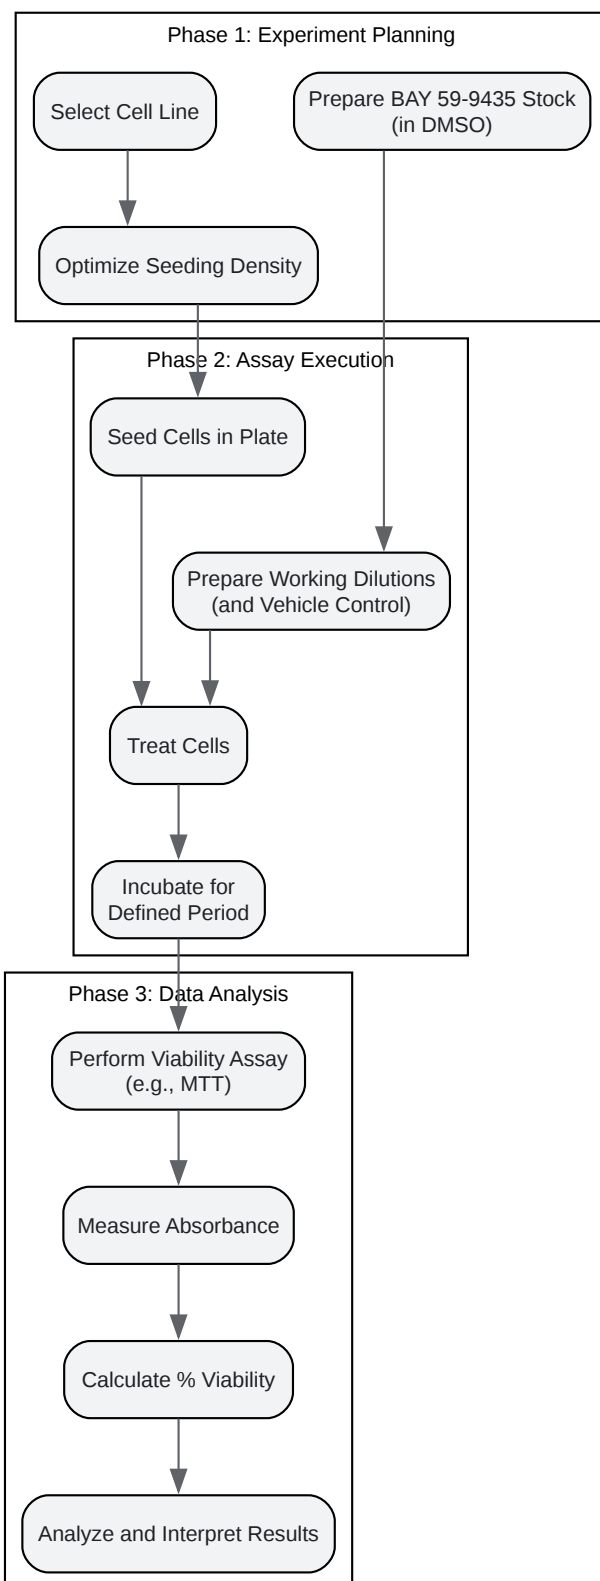 Phase 1: Experiment Planning
Select Cell Line
Prepare BAY 59-9435 Stock
(in DMSO)
Optimize Seeding Density
Phase 2: Assay Execution
Seed Cells in Plate
Prepare Working Dilutions
(and Vehicle Control)
Treat Cells
Incubate for
Defined Period
Phase 3: Data Analysis
Perform Viability Assay
(e.g., MTT)
Measure Absorbance
Calculate % Viability
Analyze and Interpret Results